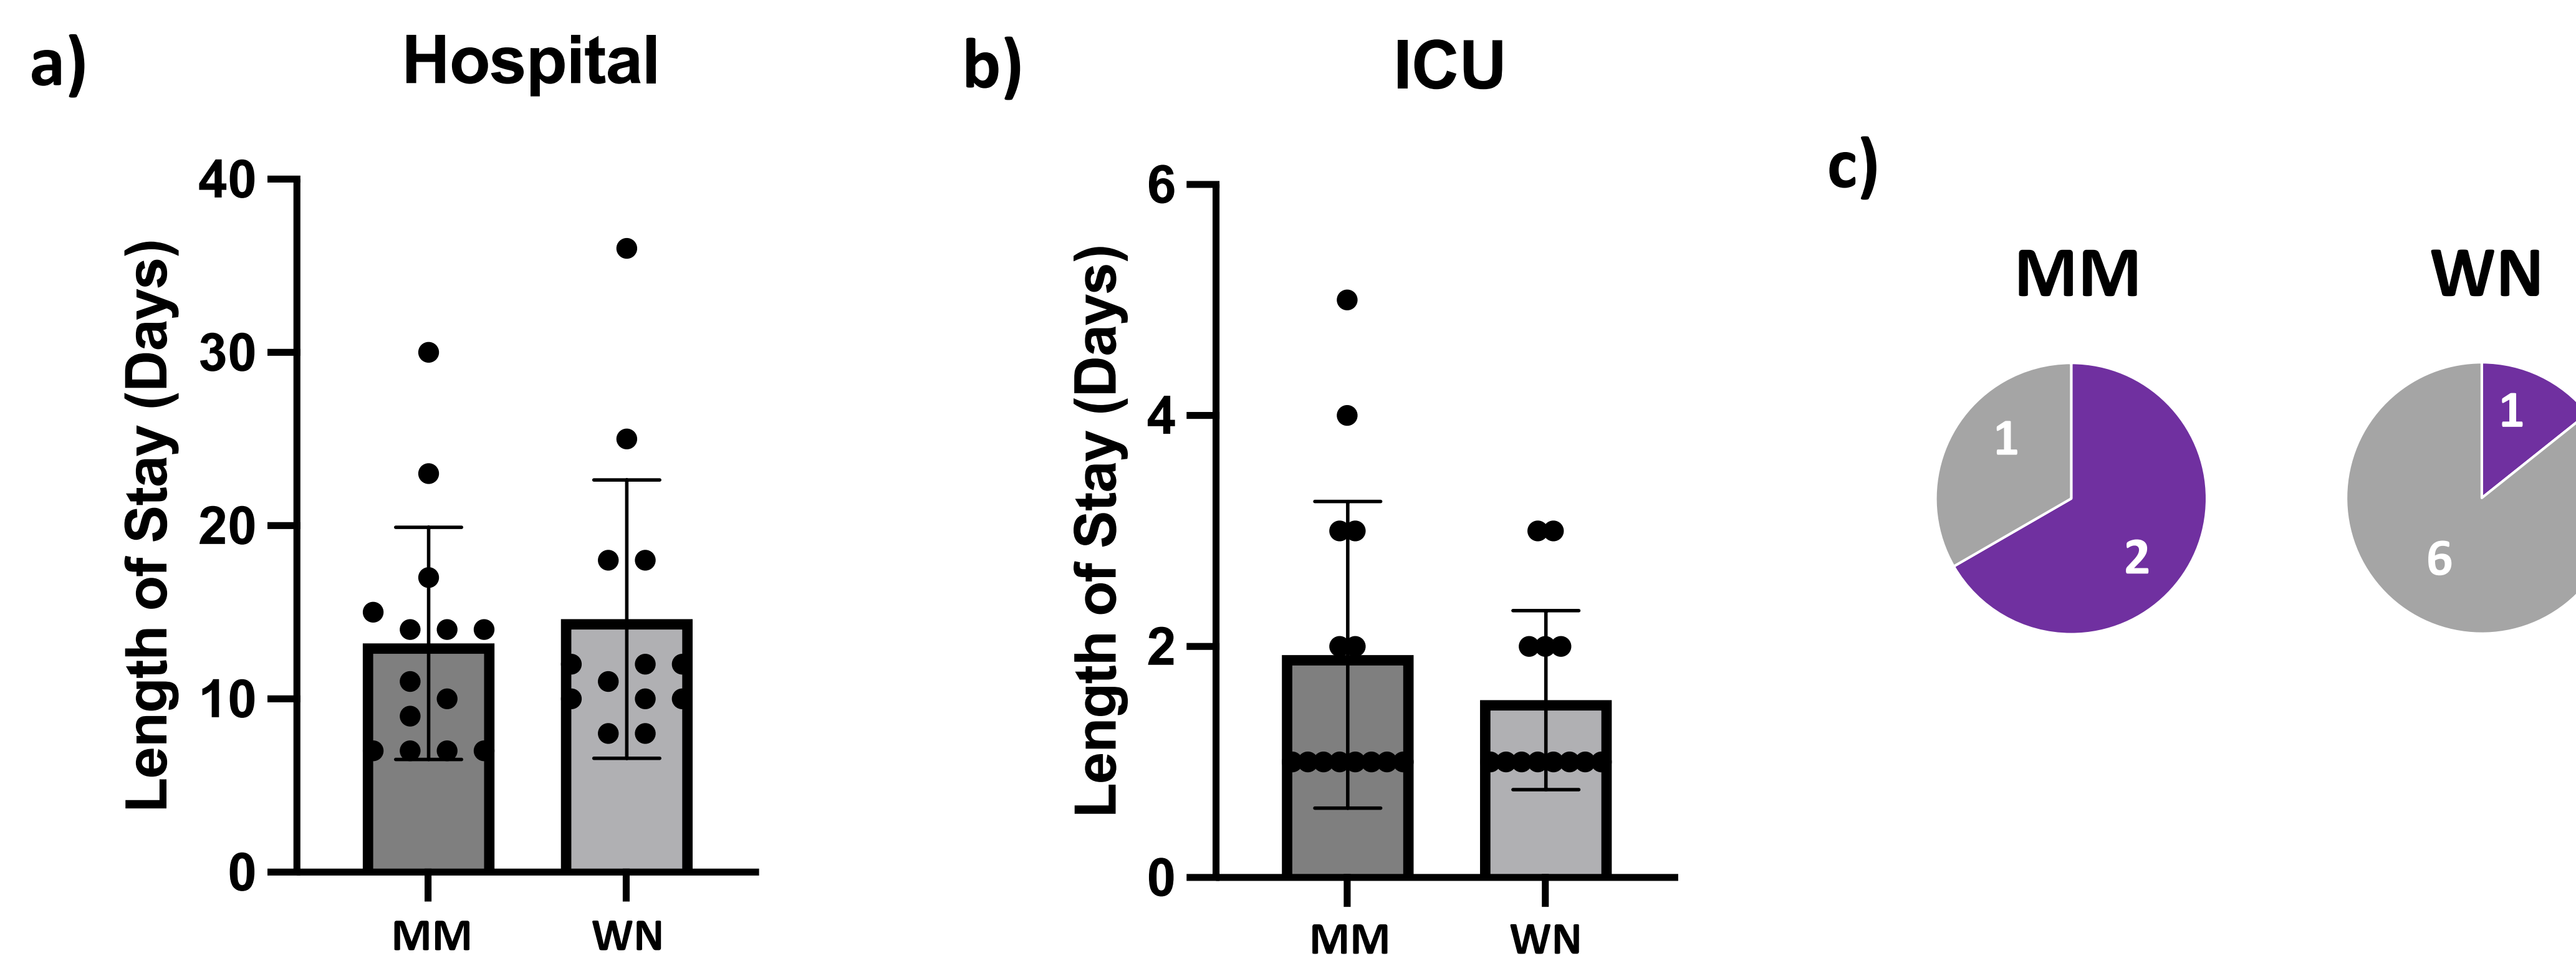 a)
Hospital
Length of Stay (Days)
40
30
20
10
0
MM
WN
b)
ICU
Length of Stay (Days)
6
4
2
0
MM
WN
c)
MM
WN
1
2
1
6